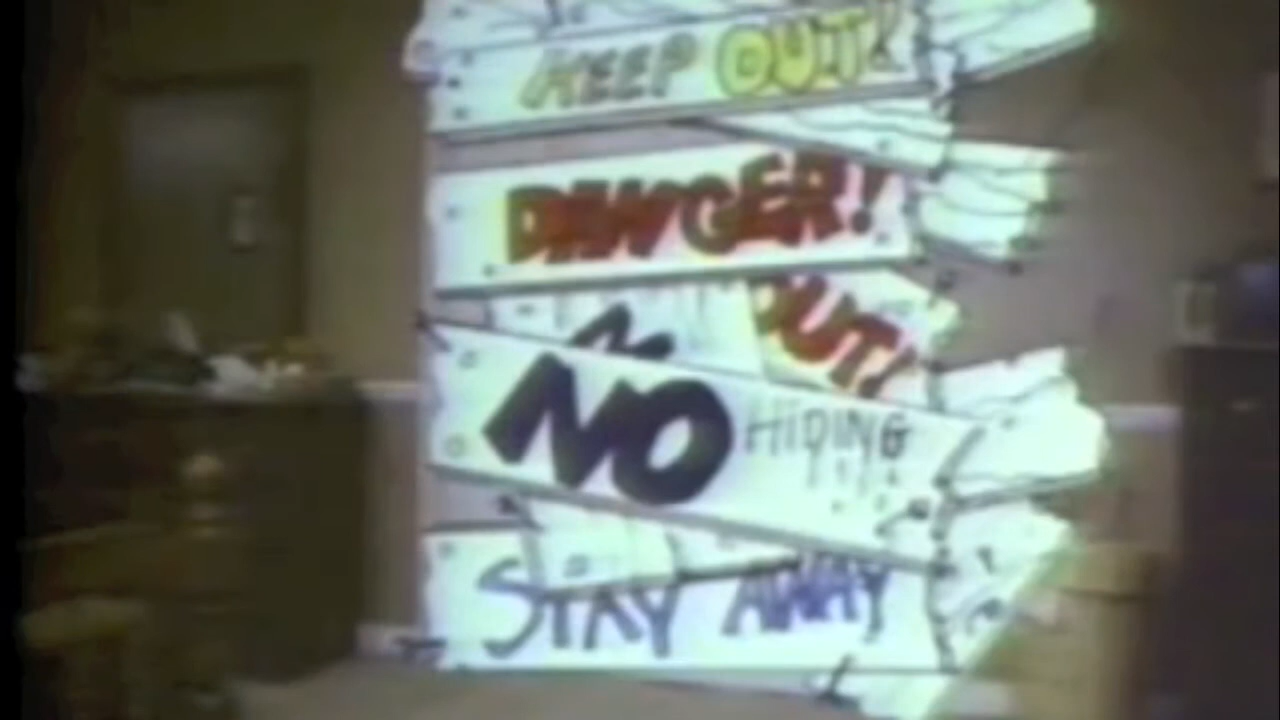 KEEP OUT!
DANGER!
OUT!
NO HIDING
STAY AWAY